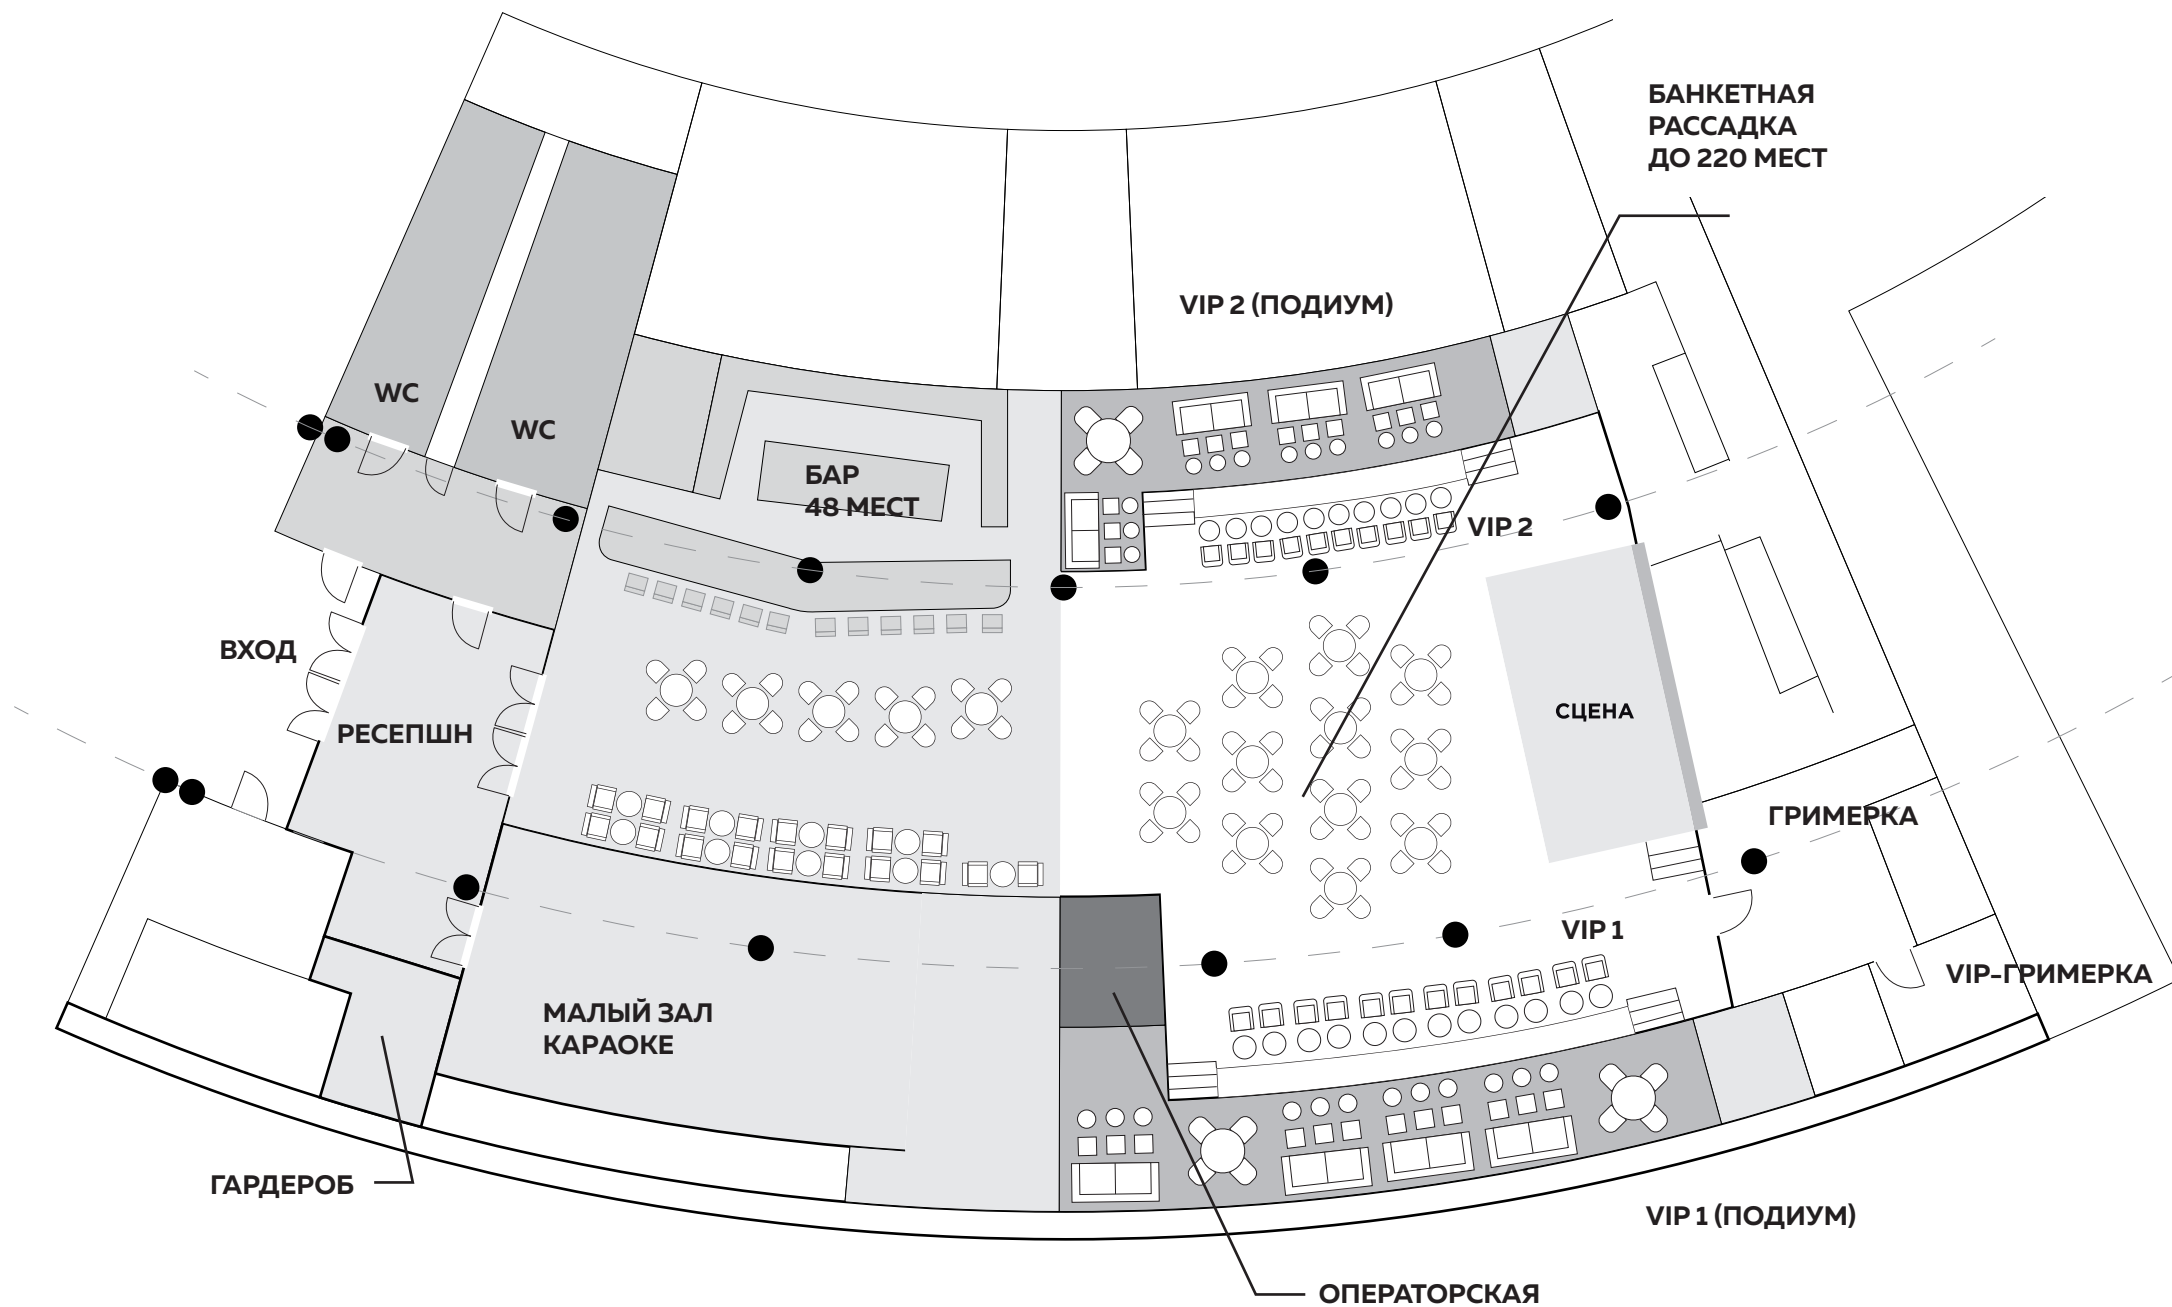 БАНКЕТНАЯ
РАССАДКА
ДО 220 МЕСТ
VIP 2 (ПОДИУМ)
WC
WC
БАР
48 МЕСТ
VIP 2
ВХОД
РЕСЕПШН
СЦЕНА
ГРИМЕРКА
VIP 1
VIP-ГРИМЕРКА
МАЛЫЙ ЗАЛ
КАРАОКЕ
ГАРДЕРОБ
VIP 1 (ПОДИУМ)
ОПЕРАТОРСКАЯ